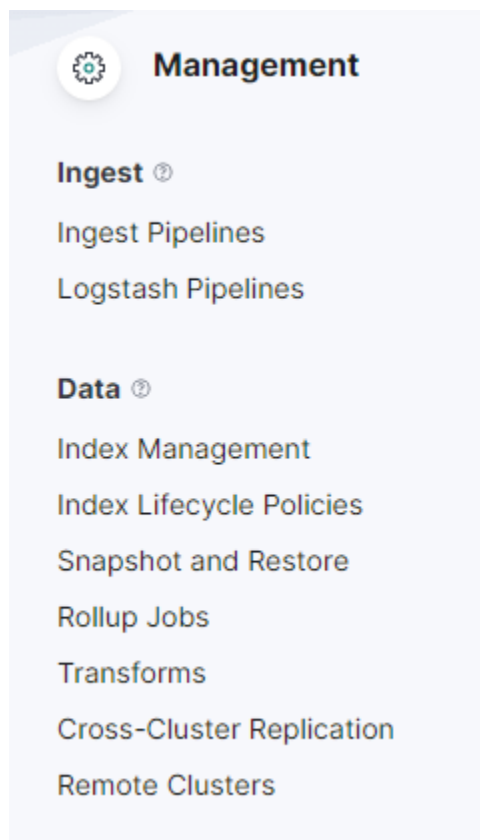 Management
Ingest
Ingest Pipelines
Logstash Pipelines
Data
Index Management
Index Lifecycle Policies
Snapshot and Restore
Rollup Jobs
Transforms
Cross-Cluster Replication
Remote Clusters